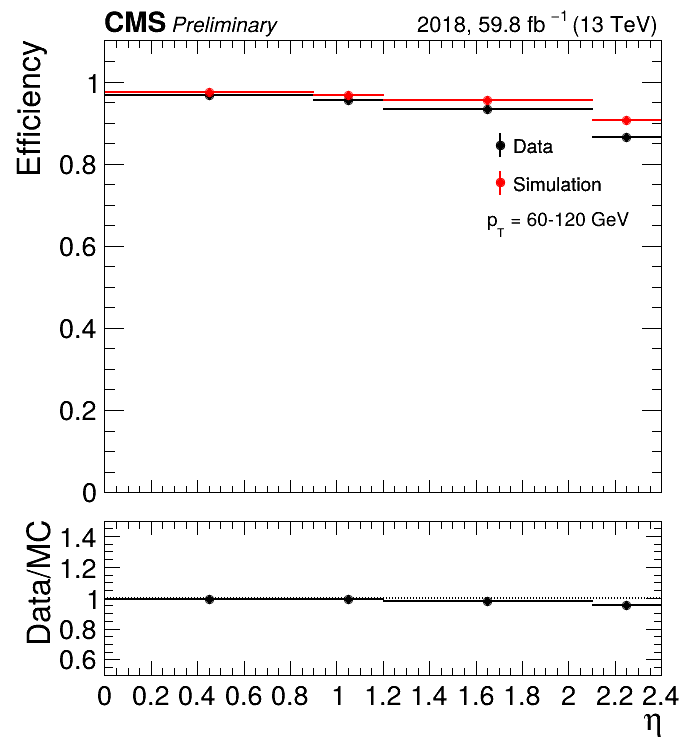 CMS Preliminary 2018, 59.8 fb⁻¹ (13 TeV)
Efficiency
1
0.8
0.6
0.4
0.2
0
Data
Simulation
p_T = 60-120 GeV
Data/MC
1.4
1.2
1
0.8
0.6
0 0.2 0.4 0.6 0.8 1 1.2 1.4 1.6 1.8 2 2.2 2.4
η